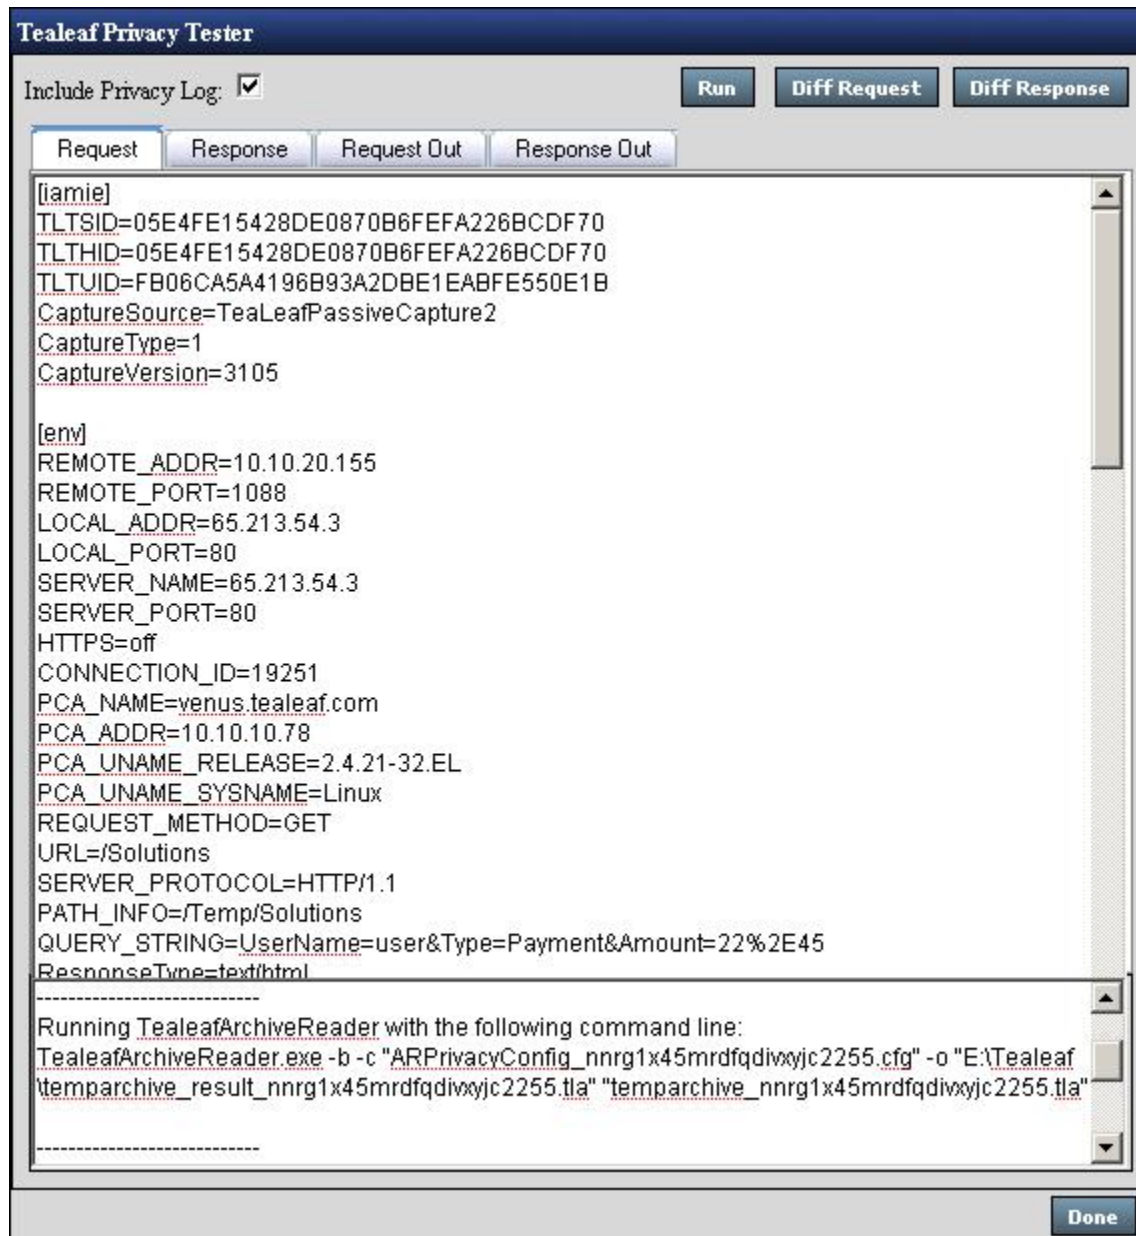 Tealeaf Privacy Tester
Include Privacy Log:
Run
Diff Request
Diff Response
Request
Response
Request Out
Response Out
[iamie]
TLTSID=05E4FE15428DE0870B6FEFA226BCDF70
TLTHID=05E4FE15428DE0870B6FEFA226BCDF70
TLTUID=FB06CA5A4196B93A2DBE1EABFE550E1B
CaptureSource=TeaLeafPassiveCapture2
CaptureType=1
CaptureVersion=3105
[env]
REMOTE_ADDR=10.10.20.155
REMOTE_PORT=1088
LOCAL_ADDR=65.213.54.3
LOCAL_PORT=80
SERVER_NAME=65.213.54.3
SERVER_PORT=80
HTTPS=off
CONNECTION_ID=19251
PCA_NAME=venus.tealeaf.com
PCA_ADDR=10.10.10.78
PCA_UNAME_RELEASE=2.4.21-32.EL
PCA_UNAME_SYSNAME=Linux
REQUEST_METHOD=GET
URL=/Solutions
SERVER_PROTOCOL=HTTP/1.1
PATH_INFO=/Temp/Solutions
QUERY_STRING=UserName=user&Type=Payment&Amount=22%2E45
ResponseType=text/html
----------------------------
Running TealeafArchiveReader with the following command line:
TealeafArchiveReader.exe -b -c "ARPrivacyConfig_nnrg1x45mrdfqdivxyjc2255.cfg" -o "E:\Tealeaf
\temparchive_result_nnrg1x45mrdfqdivxyjc2255.tla" "temparchive_nnrg1x45mrdfqdivxyjc2255.tla"
----------------------------
Done